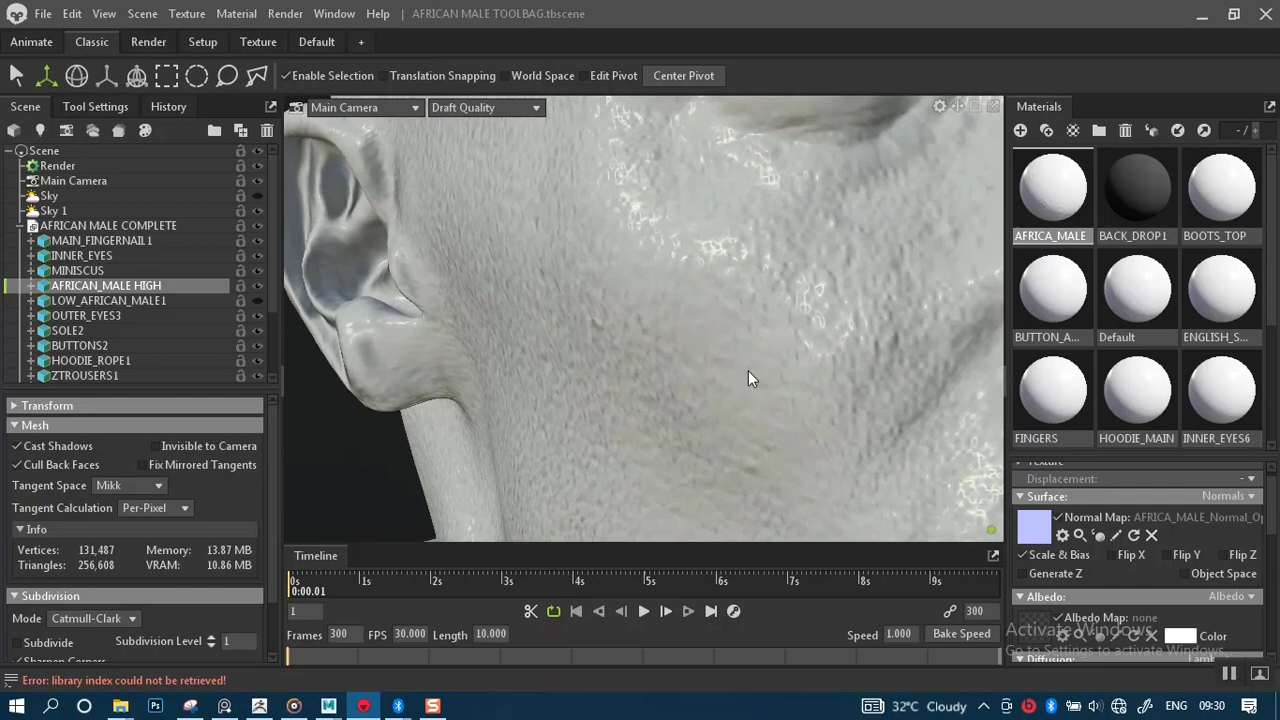 File Edit View Scene Texture Material Render Window Help AFRICAN MALE TOOLBAG.tbscene
Animate Classic Render Setup Texture Default +
Enable Selection Translation Snapping World Space Edit Pivot Center Pivot
Scene Tool Settings History
Main Camera Draft Quality
Materials
- / +
Scene
Render
Main Camera
Sky
Sky 1
AFRICAN MALE COMPLETE
MAIN_FINGERNAIL1
INNER_EYES
MINISCUS
AFRICAN_MALE HIGH
LOW_AFRICAN_MALE1
OUTER_EYES3
SOLE2
BUTTONS2
HOODIE_ROPE1
ZTROUSERS1
AFRICA_MALE BACK_DROP1 BOOTS_TOP
BUTTON_A... Default ENGLISH_S...
FINGERS HOODIE_MAIN INNER_EYES6
Transform
Mesh
Cast Shadows Invisible to Camera
Cull Back Faces Fix Mirrored Tangents
Tangent Space Mikk
Tangent Calculation Per-Pixel
Info
Vertices: 131,487 Memory: 13.87 MB
Triangles: 256,608 VRAM: 10.86 MB
Subdivision
Mode Catmull-Clark
Subdivide Subdivision Level 1
Sharpen Corners
Texture
Displacement: -
Surface: Normals
Normal Map: AFRICA_MALE_Normal_Op
Scale & Bias Flip X Flip Y Flip Z
Generate Z Object Space
Albedo: Albedo
Albedo Map: none
Color
Timeline
0s 1s 2s 3s 4s 5s 6s 7s 8s 9s
0:00.01
1 300
Frames 300 FPS 30.000 Length 10.000 Speed 1.000 Bake Speed
Activate Windows
Go to Settings to activate Windows.
Error: library index could not be retrieved!
32°C Cloudy ENG 09:30